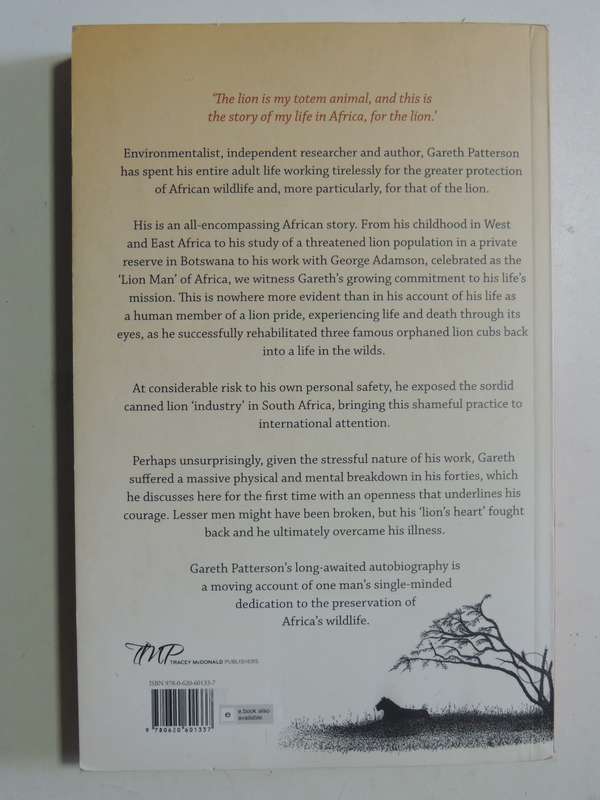 ‘The lion is my totem animal, and this is
the story of my life in Africa, for the lion.’
Environmentalist, independent researcher and author, Gareth Patterson
has spent his entire adult life working tirelessly for the greater protection
of African wildlife and, more particularly, for that of the lion.
His is an all-encompassing African story. From his childhood in West
and East Africa to his study of a threatened lion population in a private
reserve in Botswana to his work with George Adamson, celebrated as the
‘Lion Man’ of Africa, we witness Gareth’s growing commitment to his life’s
mission. This is nowhere more evident than in his account of his life as
a human member of a lion pride, experiencing life and death through its
eyes, as he successfully rehabilitated three famous orphaned lion cubs back
into a life in the wilds.
At considerable risk to his own personal safety, he exposed the sordid
canned lion ‘industry’ in South Africa, bringing this shameful practice to
international attention.
Perhaps unsurprisingly, given the stressful nature of his work, Gareth
suffered a massive physical and mental breakdown in his forties, which
he discusses here for the first time with an openness that underlines his
courage. Lesser men might have been broken, but his ‘lion’s heart’ fought
back and he ultimately overcame his illness.
Gareth Patterson’s long-awaited autobiography is
a moving account of one man’s single-minded
dedication to the preservation of
Africa’s wildlife.
TMP
TRACEY McDONALD PUBLISHERS
ISBN 978-0-620-60133-7
e e.book also
available
9 780620 601337